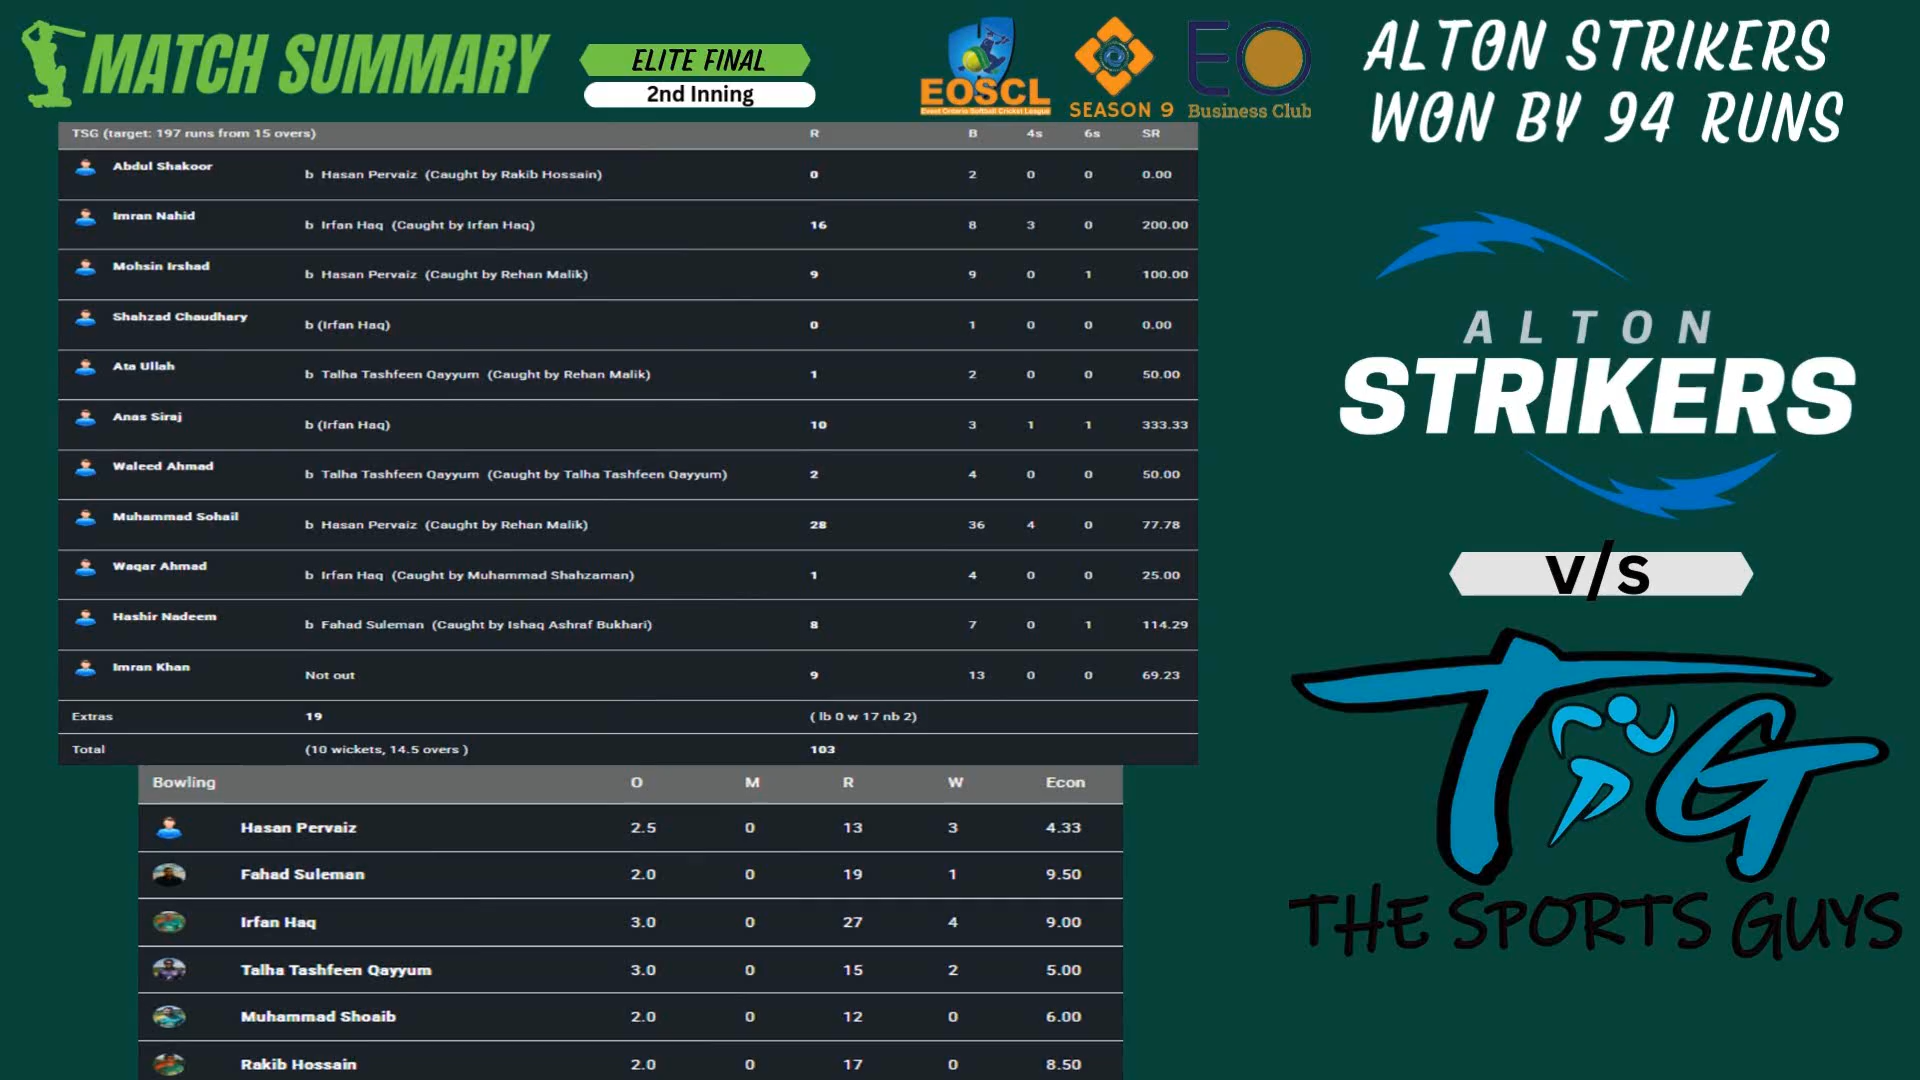 MATCH SUMMARY
ELITE FINAL
2nd Inning
EOSCL
SEASON 9
EO
Business Club
ALTON STRIKERS
WON BY 94 RUNS
TSG (target: 197 runs from 15 overs) R B 4s 6s SR
Abdul Shakoor b Hasan Pervaiz (Caught by Rakib Hossain) 0 2 0 0 0.00
Imran Nahid b Irfan Haq (Caught by Irfan Haq) 16 8 3 0 200.00
Mohsin Irshad b Hasan Pervaiz (Caught by Rehan Malik) 9 9 0 1 100.00
Shahzad Chaudhary b (Irfan Haq) 0 1 0 0 0.00
Ata Ullah b Talha Tashfeen Qayyum (Caught by Rehan Malik) 1 2 0 0 50.00
Anas Siraj b (Irfan Haq) 10 3 1 1 333.33
Waleed Ahmad b Talha Tashfeen Qayyum (Caught by Talha Tashfeen Qayyum) 2 4 0 0 50.00
Muhammad Sohail b Hasan Pervaiz (Caught by Rehan Malik) 28 36 4 0 77.78
Waqar Ahmad b Irfan Haq (Caught by Muhammad Shahzaman) 1 4 0 0 25.00
Hashir Nadeem b Fahad Suleman (Caught by Ishaq Ashraf Bukhari) 8 7 0 1 114.29
Imran Khan Not out 9 13 0 0 69.23
Extras 19 ( lb 0 w 17 nb 2)
Total (10 wickets, 14.5 overs ) 103
Bowling O M R W Econ
Hasan Pervaiz 2.5 0 13 3 4.33
Fahad Suleman 2.0 0 19 1 9.50
Irfan Haq 3.0 0 27 4 9.00
Talha Tashfeen Qayyum 3.0 0 15 2 5.00
Muhammad Shoaib 2.0 0 12 0 6.00
Rakib Hossain 2.0 0 17 0 8.50
ALTON
STRIKERS
v/s
TSG
THE SPORTS GUYS